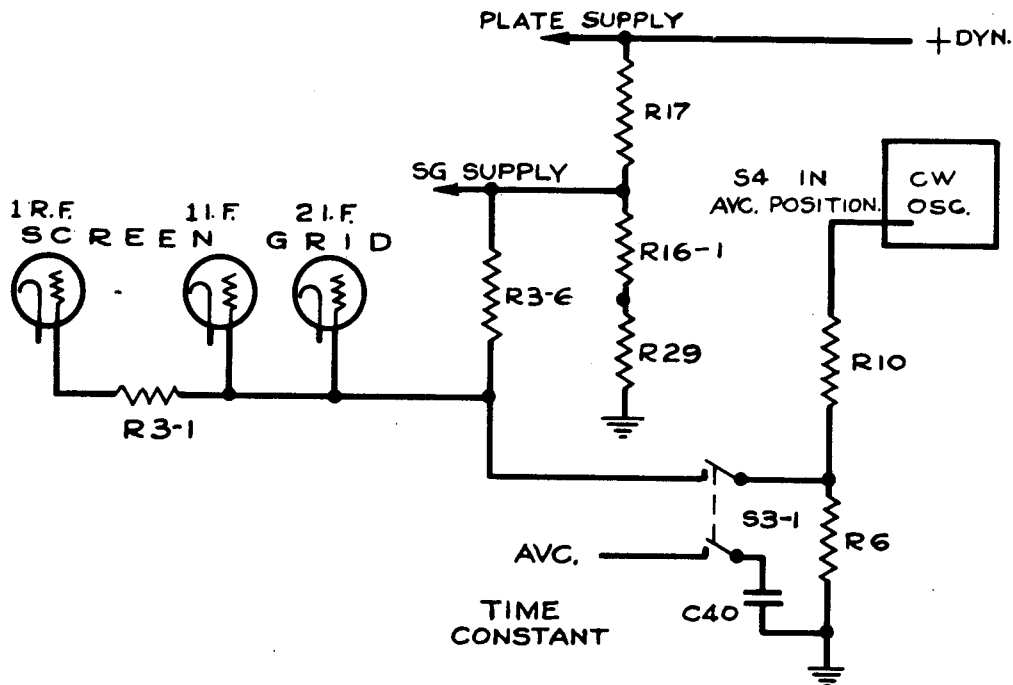 PLATE SUPPLY
+ DYN.
R17
SG SUPPLY
S4 IN
AVC. POSITION.
CW
OSC.
1 R.F. 1 I.F. 2 I.F.
SCREEN GRID
R16-1
R3-6
R29
R10
R3-1
S3-1
R6
AVC.
C40
TIME
CONSTANT